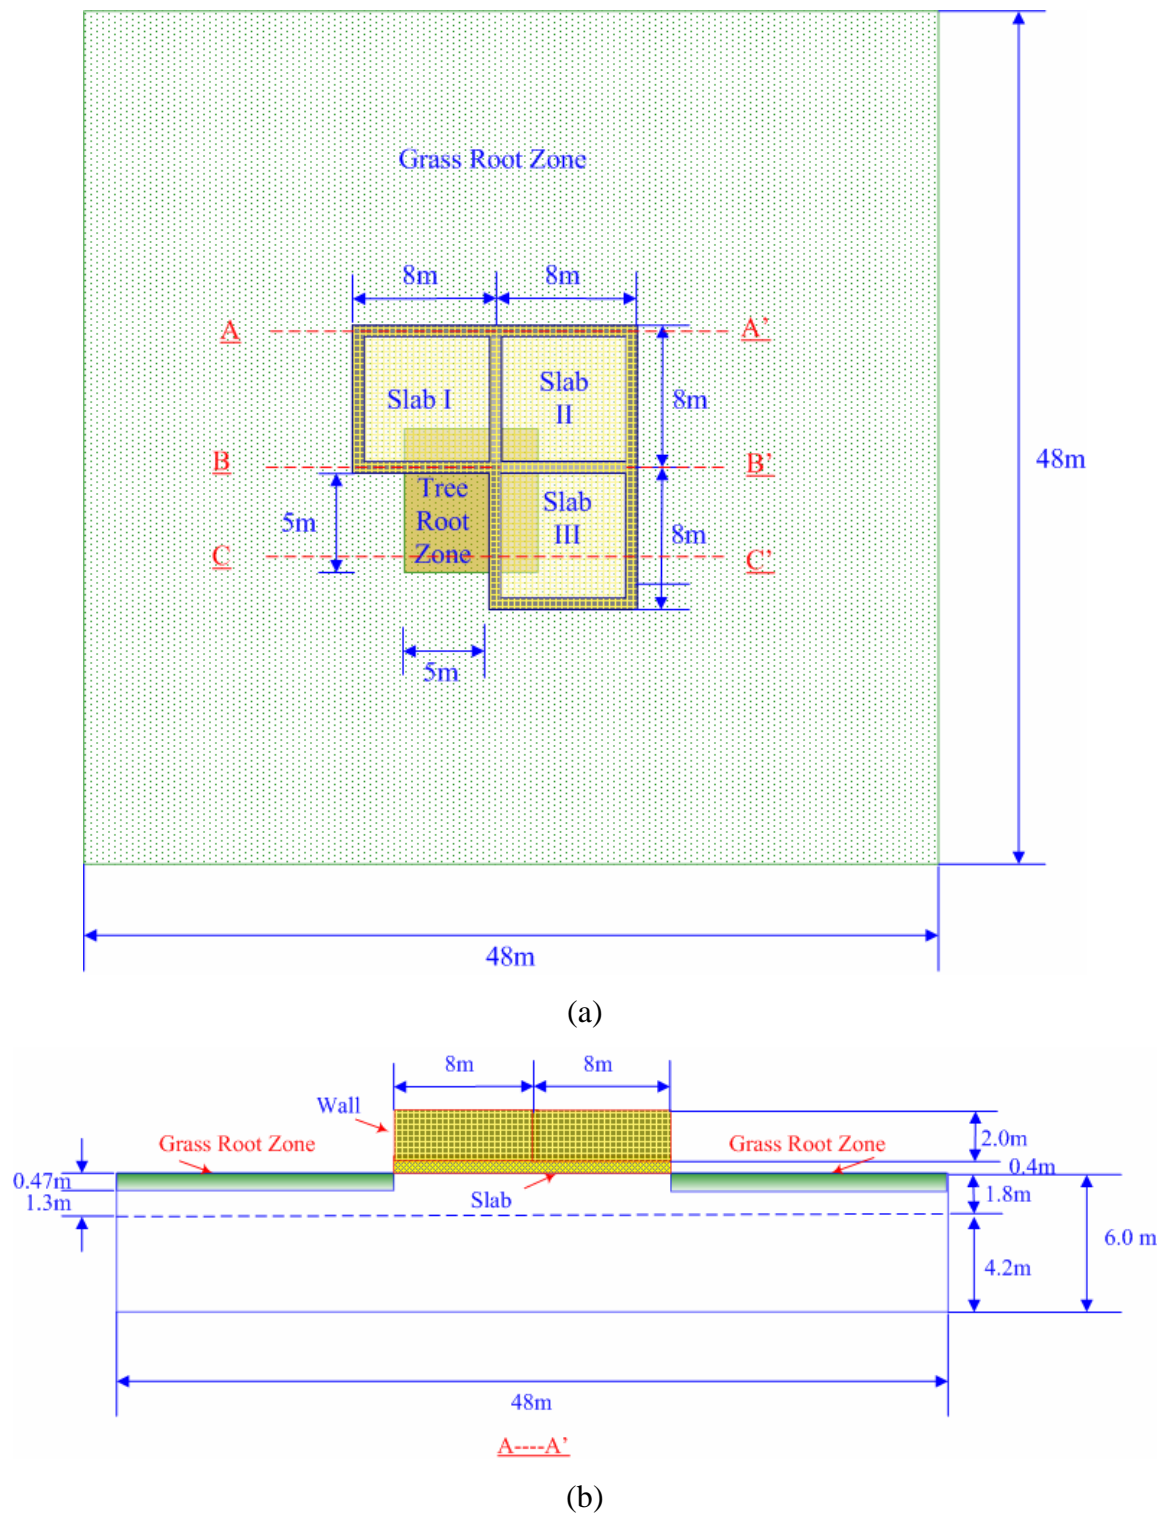 Grass Root Zone
8m
8m
A
A’
Slab I
Slab
II
8m
48m
B
B’
Tree
Root
Zone
Slab
III
5m
8m
C
C’
5m
48m
(a)
8m
8m
Wall
Grass Root Zone
Grass Root Zone
2.0m
0.4m
0.47m
1.3m
Slab
1.8m
6.0 m
4.2m
48m
A----A’
(b)